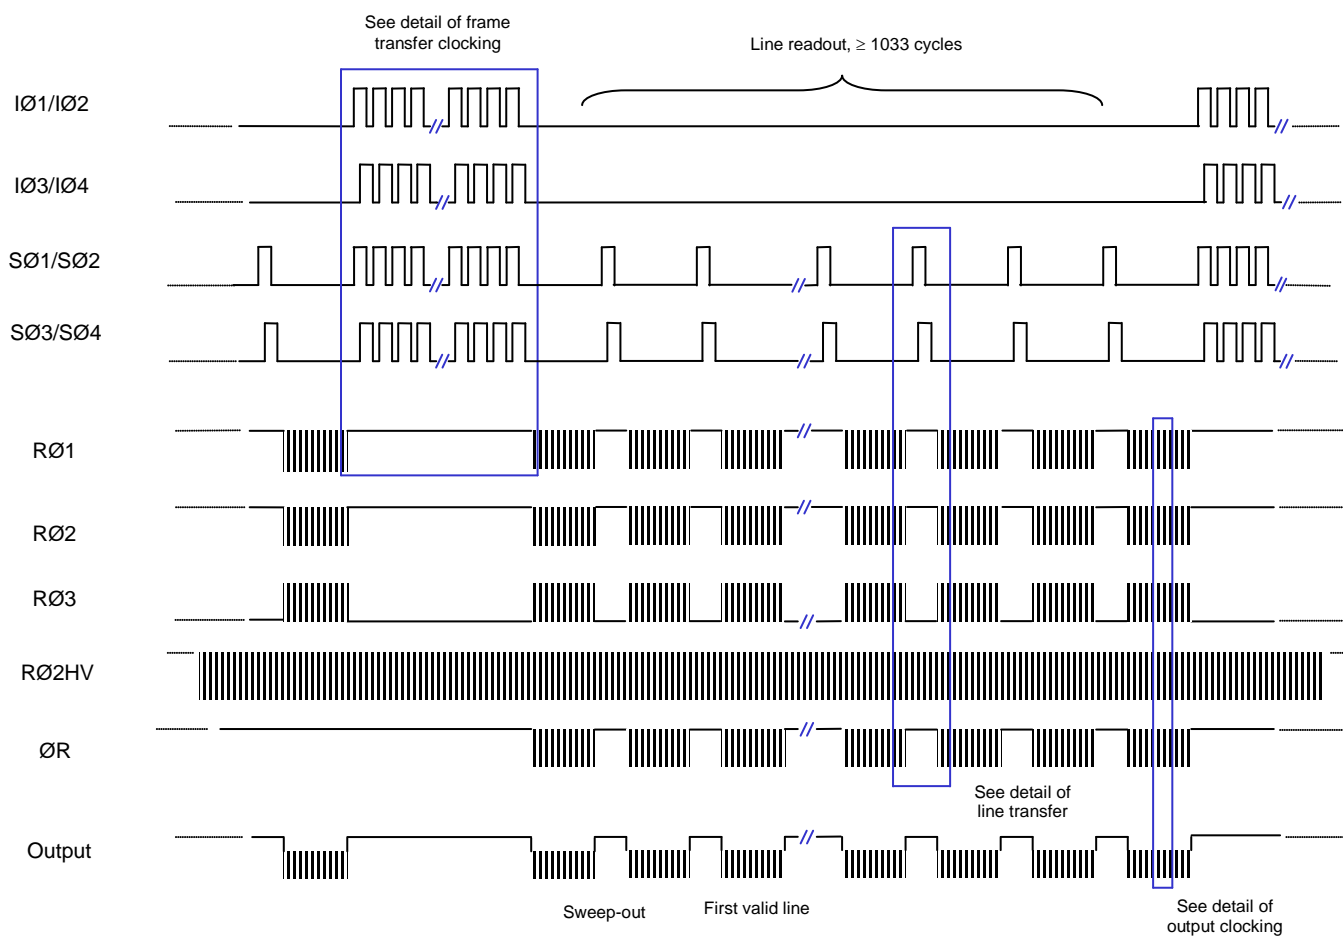 See detail of frame
transfer clocking
Line readout, ≥ 1033 cycles
IØ1/IØ2
IØ3/IØ4
SØ1/SØ2
SØ3/SØ4
RØ1
RØ2
RØ3
RØ2HV
ØR
See detail of
line transfer
Output
Sweep-out
First valid line
See detail of
output clocking